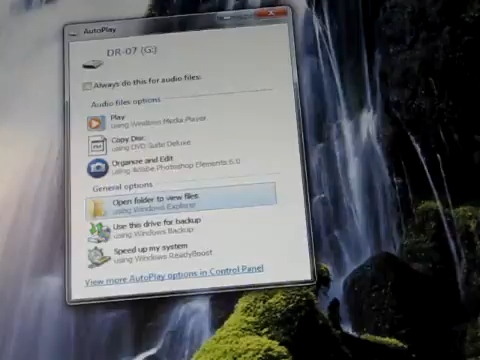 AutoPlay
DR-07 (G:)
Always do this for audio files:
Audio files options
Play
using Windows Media Player
Copy Disc
using DVD Suite Deluxe
Organize and Edit
using Adobe Photoshop Elements 6.0
General options
Open folder to view files
using Windows Explorer
Use this drive for backup
using Windows Backup
Speed up my system
using Windows ReadyBoost
View more AutoPlay options in Control Panel